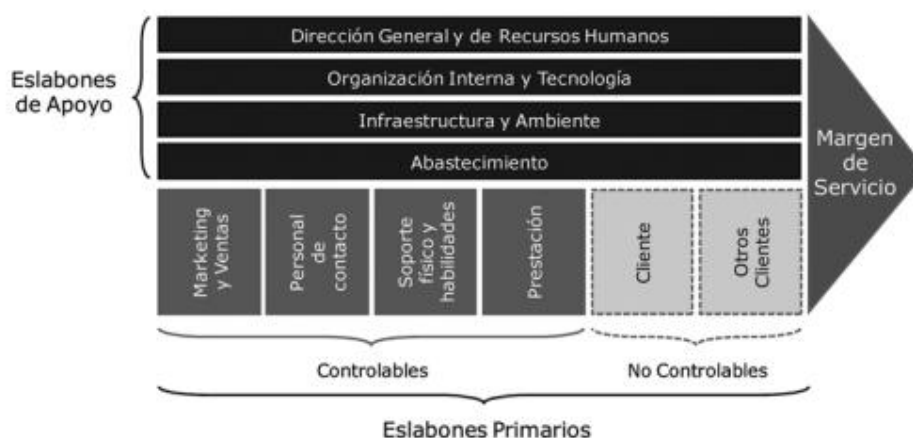 Eslabones
de Apoyo
Dirección General y de Recursos Humanos
Organización Interna y Tecnología
Infraestructura y Ambiente
Abastecimiento
Marketing
y Ventas
Personal
de
contacto
Soporte
físico y
habilidades
Prestación
Cliente
Otros
Clientes
Margen
de
Servicio
Controlables
No Controlables
Eslabones Primarios